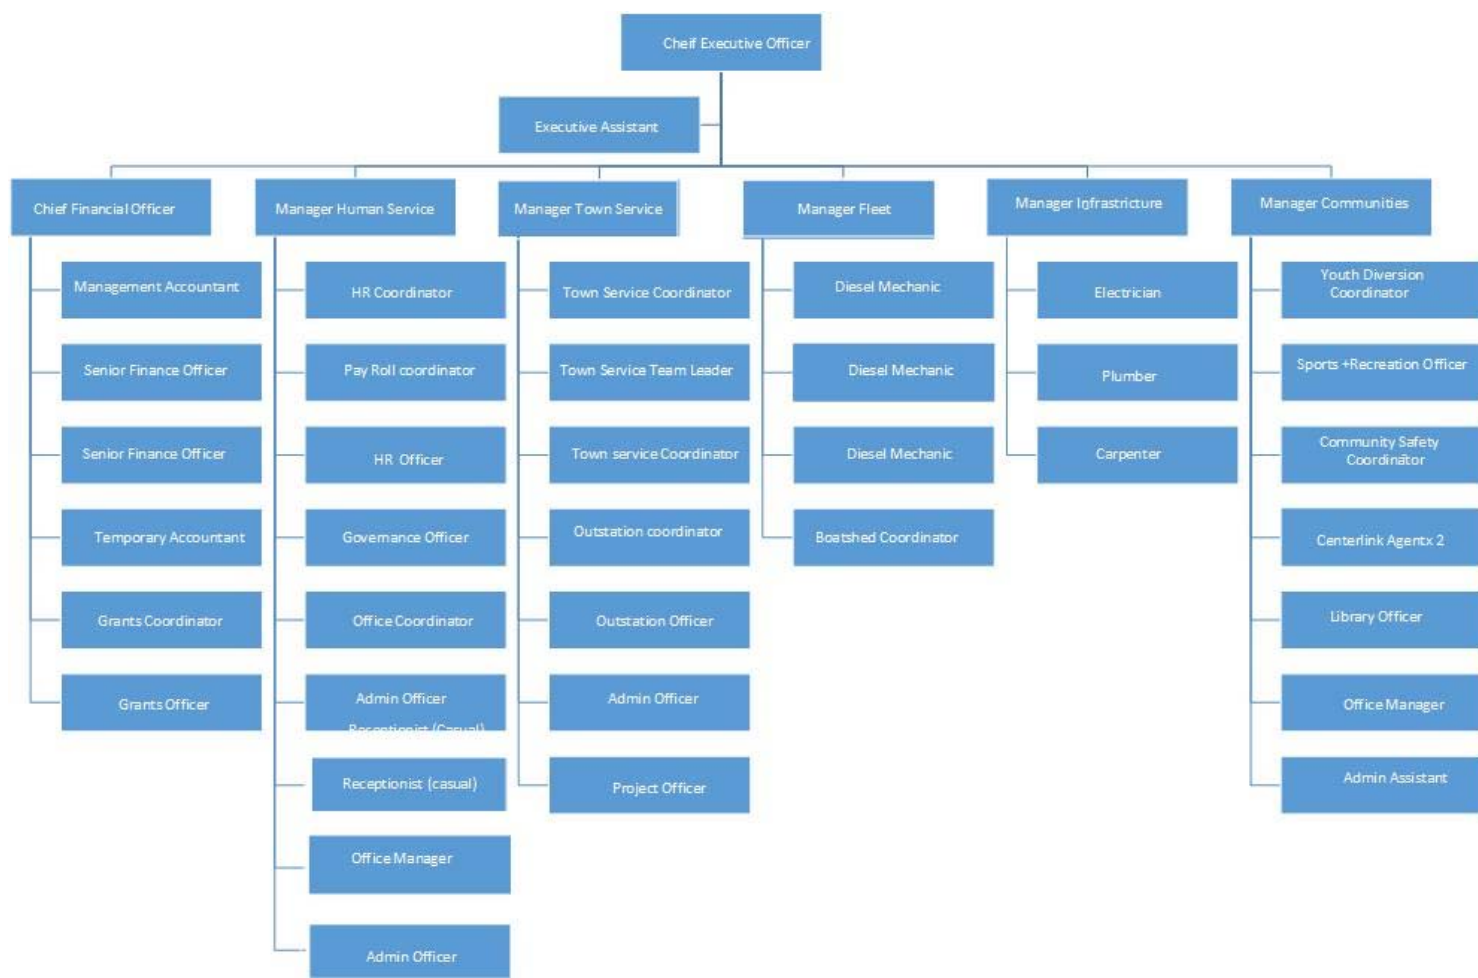 Cheif Executive Officer
Executive Assistant
Chief Financial Officer
Manager Human Service
Manager Town Service
Manager Fleet
Manager Infrastricture
Manager Communities
Management Accountant
Senior Finance Officer
Senior Finance Officer
Temporary Accountant
Grants Coordinator
Grants Officer
HR Coordinator
Pay Roll coordinator
HR Officer
Governance Officer
Office Coordinator
Admin Officer
Receptionist (Casual)
Receptionist (casual)
Office Manager
Admin Officer
Town Service Coordinator
Town Service Team Leader
Town service Coordinator
Outstation coordinator
Outstation Officer
Admin Officer
Project Officer
Diesel Mechanic
Diesel Mechanic
Diesel Mechanic
Boatshed Coordinator
Electrician
Plumber
Carpenter
Youth Diversion
Coordinator
Sports +Recreation Officer
Community Safety
Coordinator
Centerlink Agentx 2
Library Officer
Office Manager
Admin Assistant